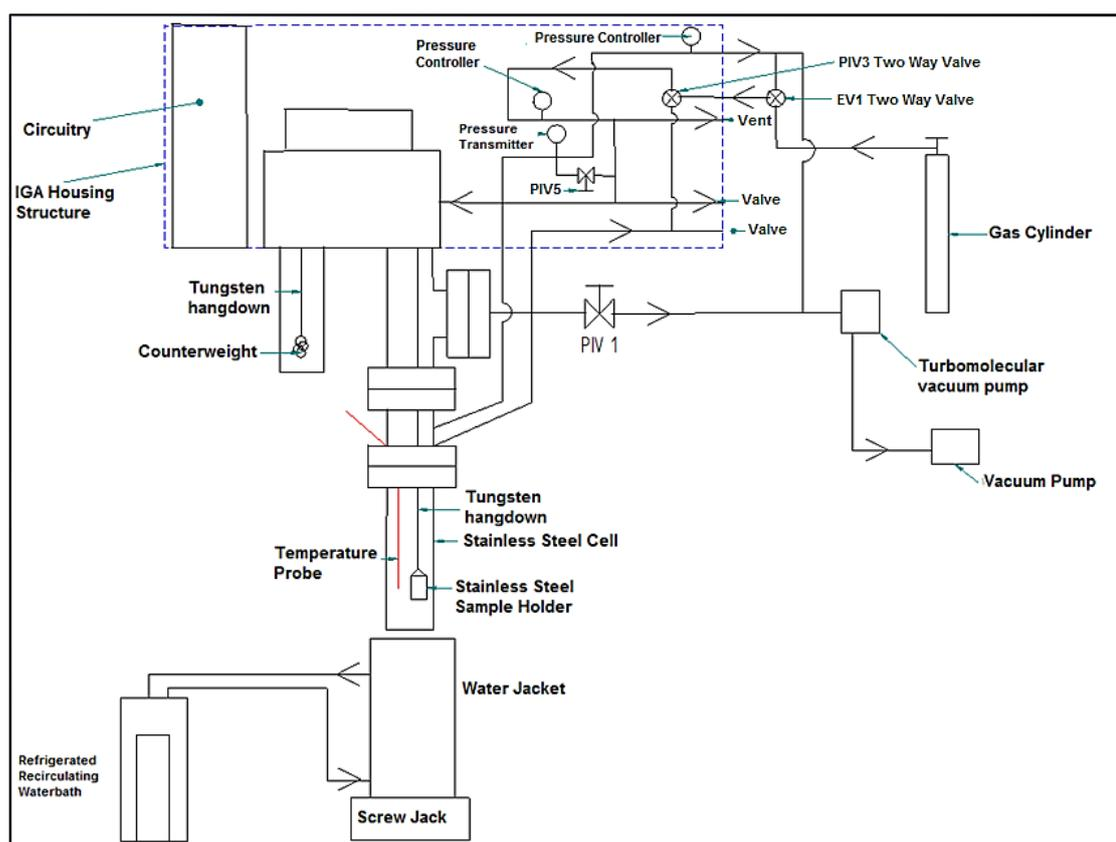 Pressure Controller
Pressure
Controller
PIV3 Two Way Valve
EV1 Two Way Valve
Circuitry
Vent
Pressure
Transmitter
IGA Housing
Structure
PIV5
Valve
Valve
Gas Cylinder
Tungsten
hangdown
Counterweight
PIV 1
Turbomolecular
vacuum pump
Vacuum Pump
Tungsten
hangdown
Stainless Steel Cell
Temperature
Probe
Stainless Steel
Sample Holder
Water Jacket
Refrigerated
Recirculating
Waterbath
Screw Jack